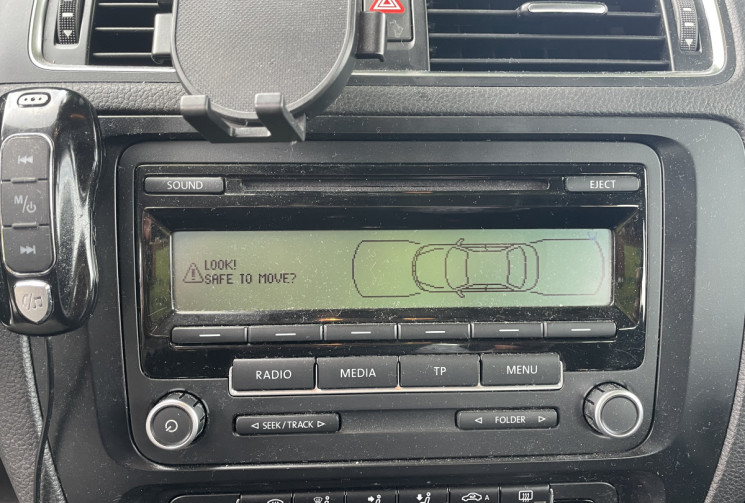 SOUND
EJECT
M/
LOOK!
SAFE TO MOVE?
RADIO
MEDIA
TP
MENU
SEEK/TRACK
FOLDER
A